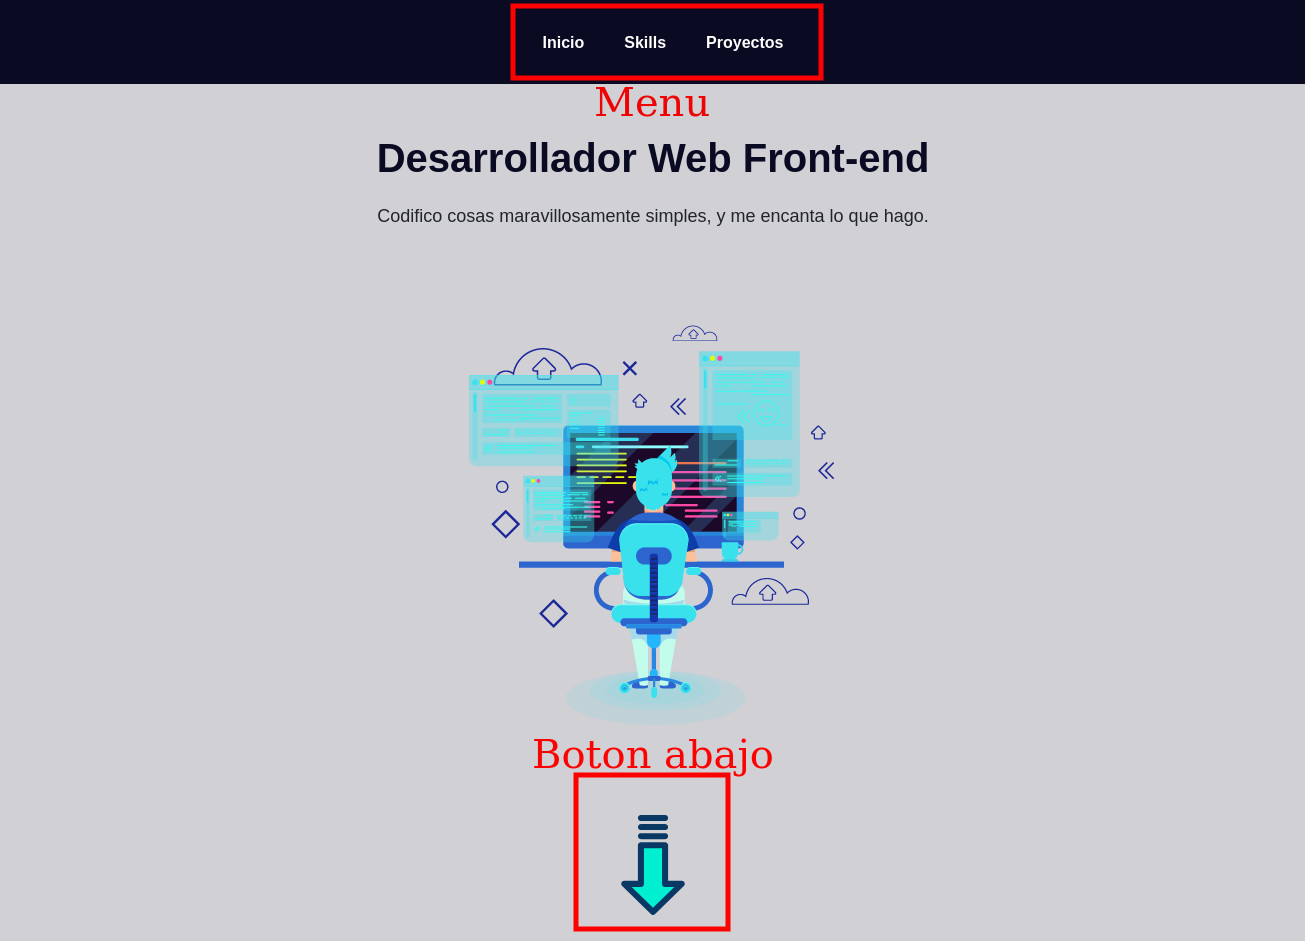 Inicio Skills Proyectos
Menu
Desarrollador Web Front-end
Codifico cosas maravillosamente simples, y me encanta lo que hago.
Boton abajo